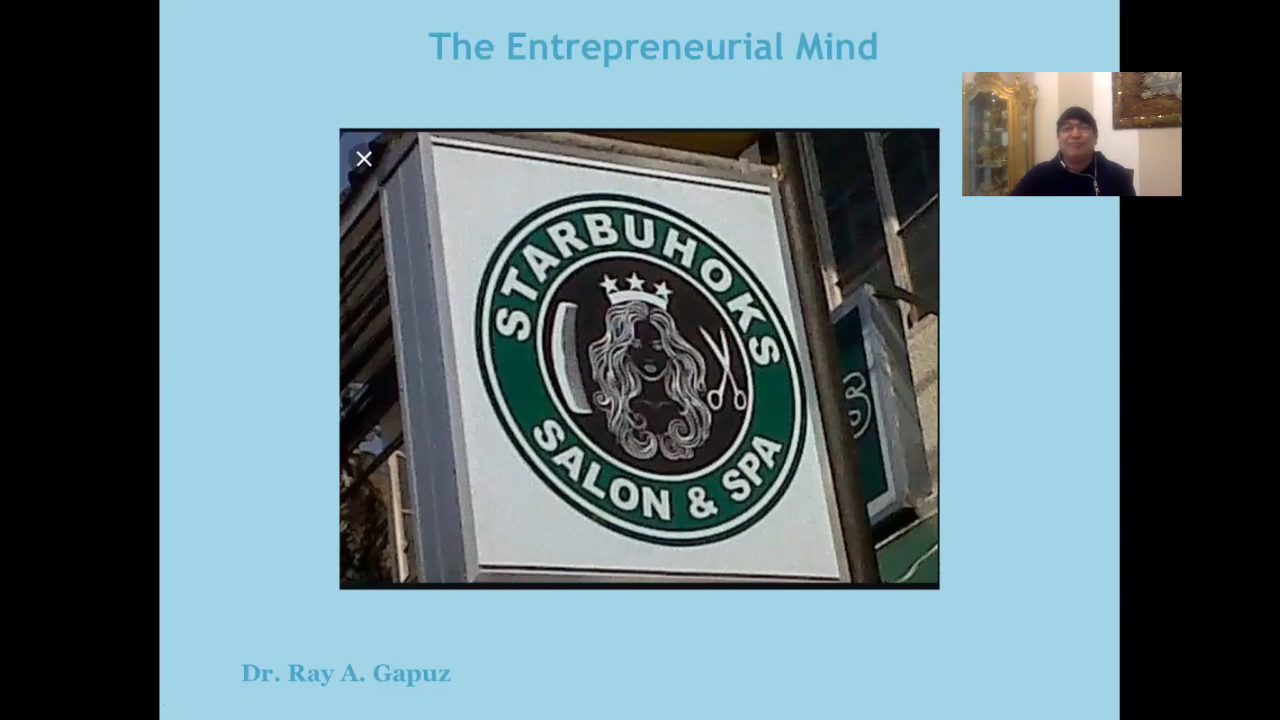 The Entrepreneurial Mind
STARBUHOKS
SALON & SPA
Dr. Ray A. Gapuz